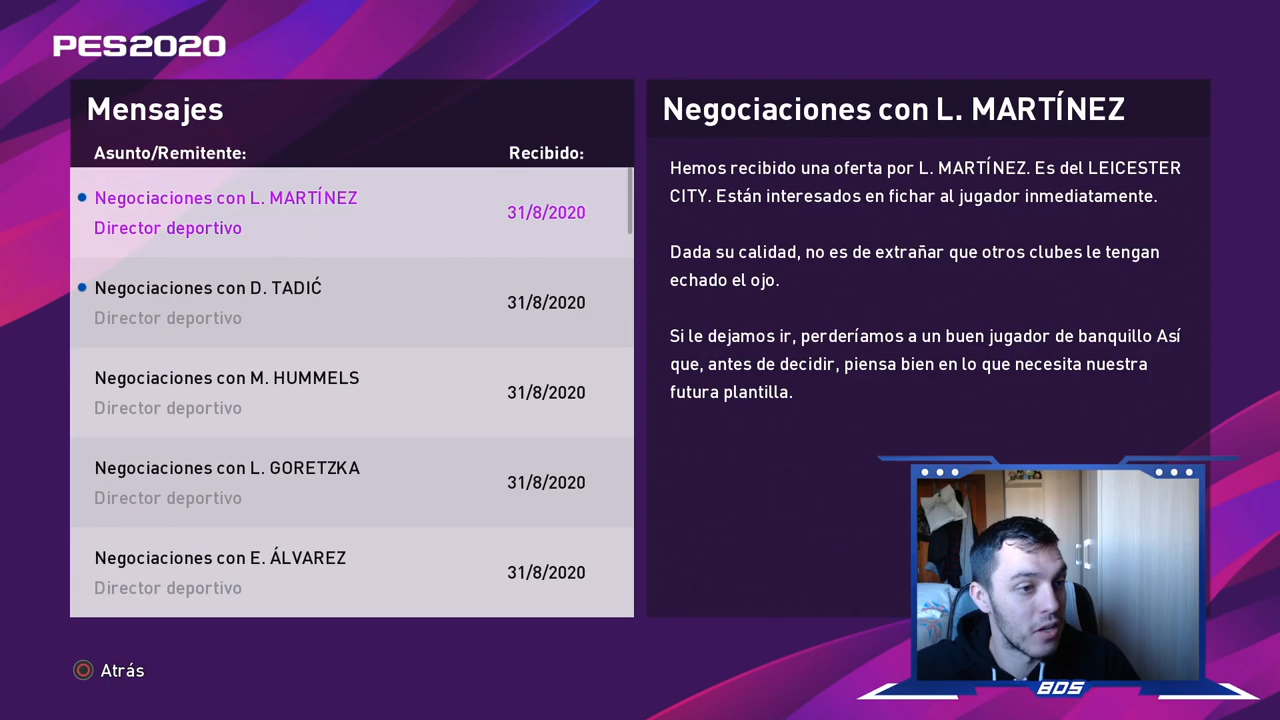 PES2020
Mensajes
Asunto/Remitente:
Recibido:
Negociaciones con L. MARTÍNEZ
Director deportivo
31/8/2020
Negociaciones con D. TADIĆ
Director deportivo
31/8/2020
Negociaciones con M. HUMMELS
Director deportivo
31/8/2020
Negociaciones con L. GORETZKA
Director deportivo
31/8/2020
Negociaciones con E. ÁLVAREZ
Director deportivo
31/8/2020
Negociaciones con L. MARTÍNEZ
Hemos recibido una oferta por L. MARTÍNEZ. Es del LEICESTER
CITY. Están interesados en fichar al jugador inmediatamente.
Dada su calidad, no es de extrañar que otros clubes le tengan
echado el ojo.
Si le dejamos ir, perderíamos a un buen jugador de banquillo Así
que, antes de decidir, piensa bien en lo que necesita nuestra
futura plantilla.
Atrás
BDS